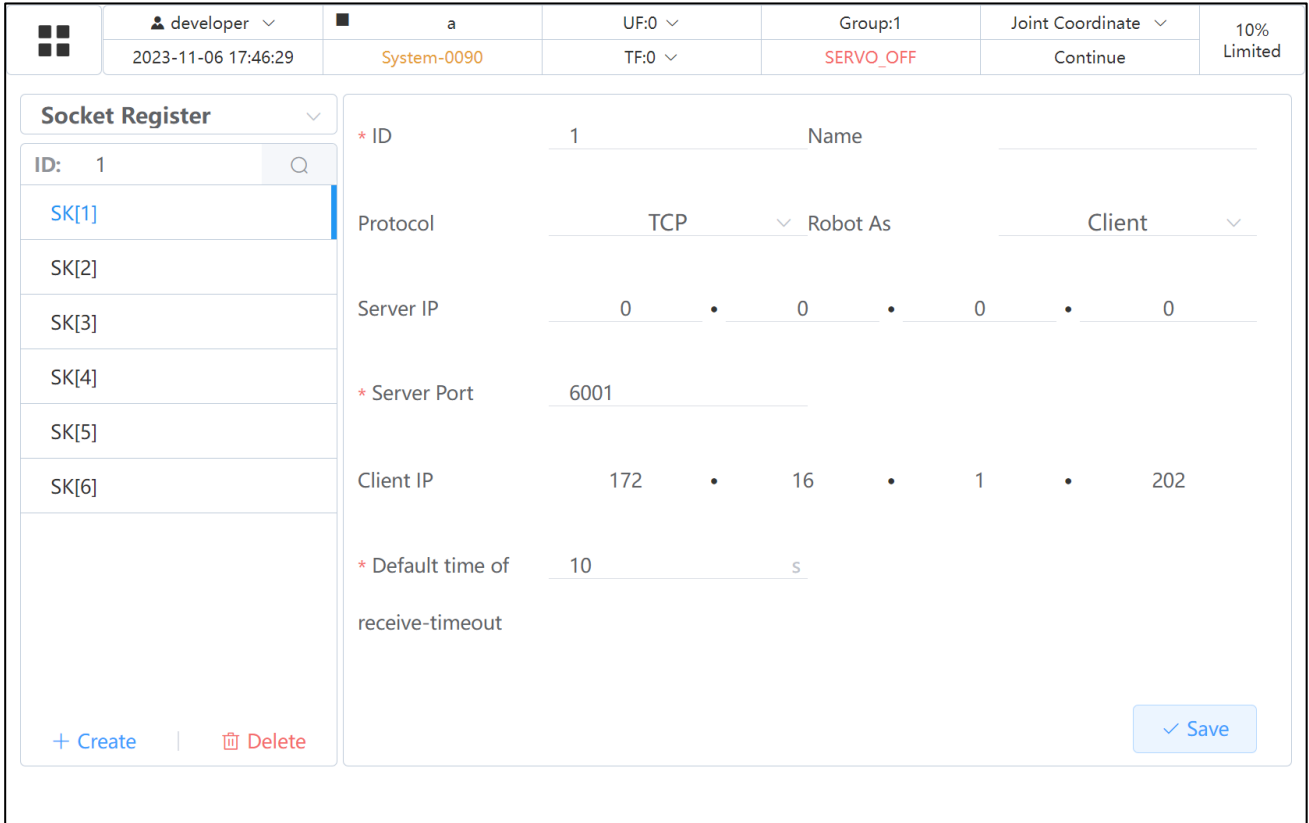 developer a UF:0 Group:1 Joint Coordinate 10%
2023-11-06 17:46:29 System-0090 TF:0 SERVO_OFF Continue Limited
Socket Register
ID: 1
SK[1]
SK[2]
SK[3]
SK[4]
SK[5]
SK[6]
+ Create | Delete
* ID 1 Name
Protocol TCP Robot As Client
Server IP 0 • 0 • 0 • 0
* Server Port 6001
Client IP 172 • 16 • 1 • 202
* Default time of 10 s
receive-timeout
Save